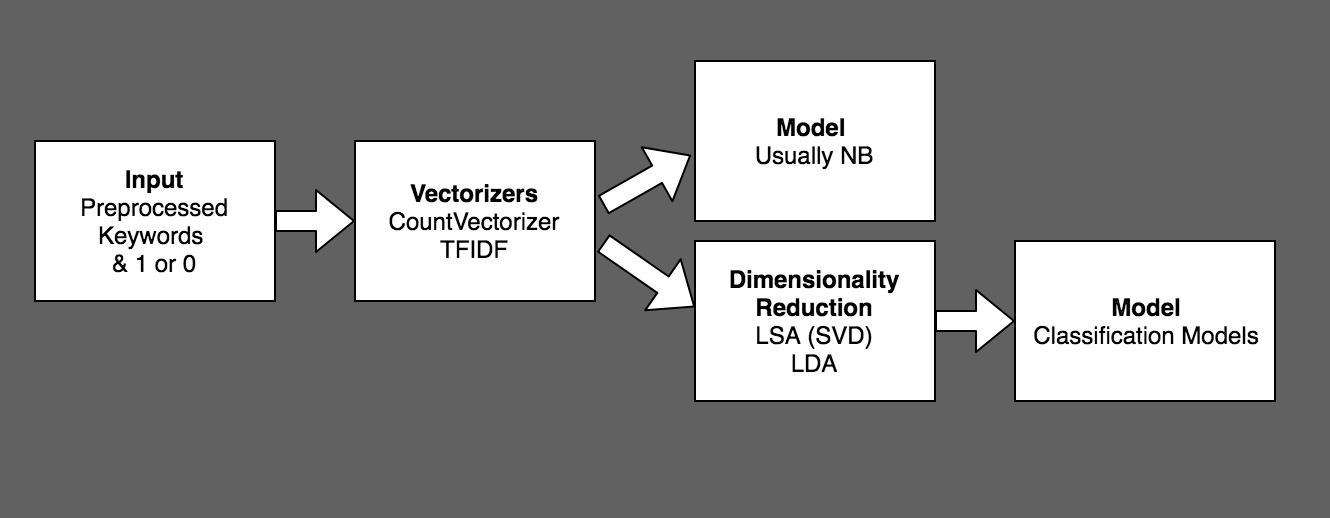 Input
Preprocessed
Keywords
& 1 or 0
Vectorizers
CountVectorizer
TFIDF
Model
Usually NB
Dimensionality
Reduction
LSA (SVD)
LDA
Model
Classification Models